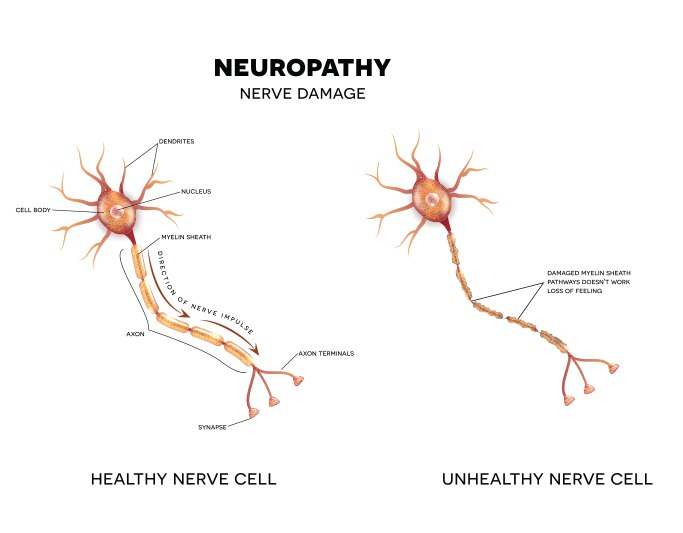 NEUROPATHY
NERVE DAMAGE
DENDRITES
NUCLEUS
CELL BODY
MYELIN SHEATH
DIRECTION OF NERVE IMPULSE
AXON
AXON TERMINALS
SYNAPSE
DAMAGED MYELIN SHEATH
PATHWAYS DOESN'T WORK
LOSS OF FEELING
HEALTHY NERVE CELL
UNHEALTHY NERVE CELL